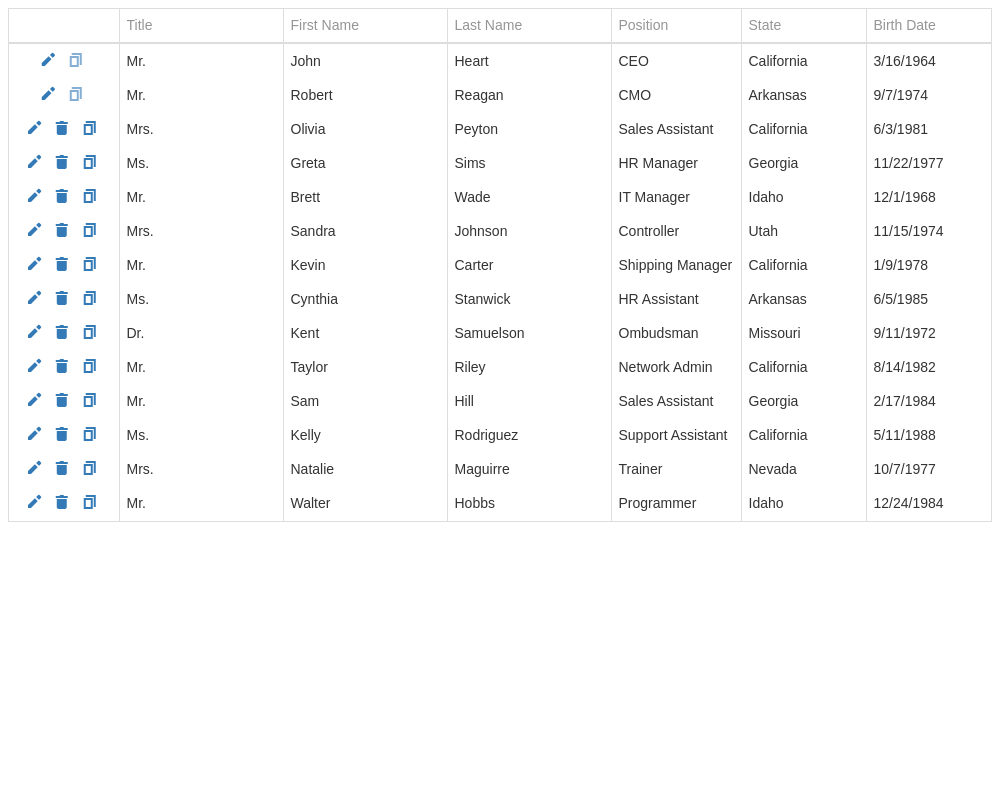 Title First Name Last Name Position State Birth Date
Mr. John Heart CEO California 3/16/1964
Mr. Robert Reagan CMO Arkansas 9/7/1974
Mrs. Olivia Peyton Sales Assistant California 6/3/1981
Ms. Greta Sims HR Manager Georgia 11/22/1977
Mr. Brett Wade IT Manager Idaho 12/1/1968
Mrs. Sandra Johnson Controller Utah 11/15/1974
Mr. Kevin Carter Shipping Manager California 1/9/1978
Ms. Cynthia Stanwick HR Assistant Arkansas 6/5/1985
Dr. Kent Samuelson Ombudsman Missouri 9/11/1972
Mr. Taylor Riley Network Admin California 8/14/1982
Mr. Sam Hill Sales Assistant Georgia 2/17/1984
Ms. Kelly Rodriguez Support Assistant California 5/11/1988
Mrs. Natalie Maguirre Trainer Nevada 10/7/1977
Mr. Walter Hobbs Programmer Idaho 12/24/1984